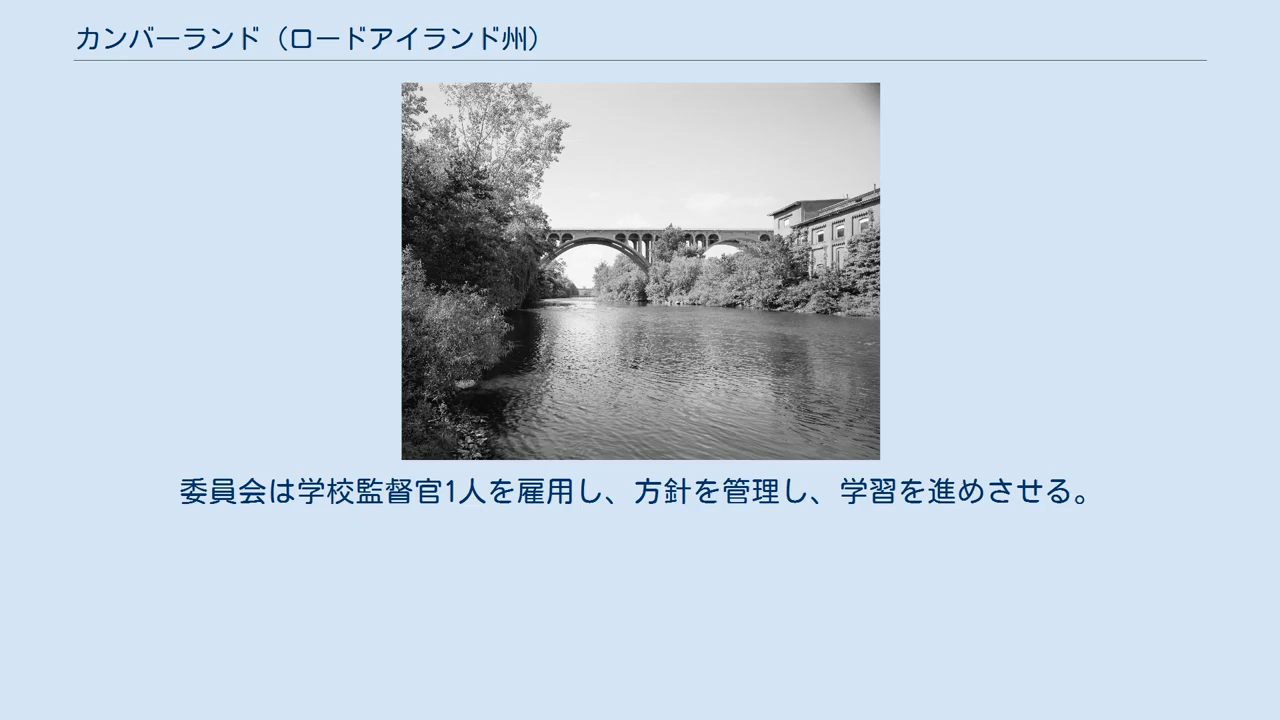 カンバーランド（ロードアイランド州）
委員会は学校監督官1人を雇用し、方針を管理し、学習を進めさせる。